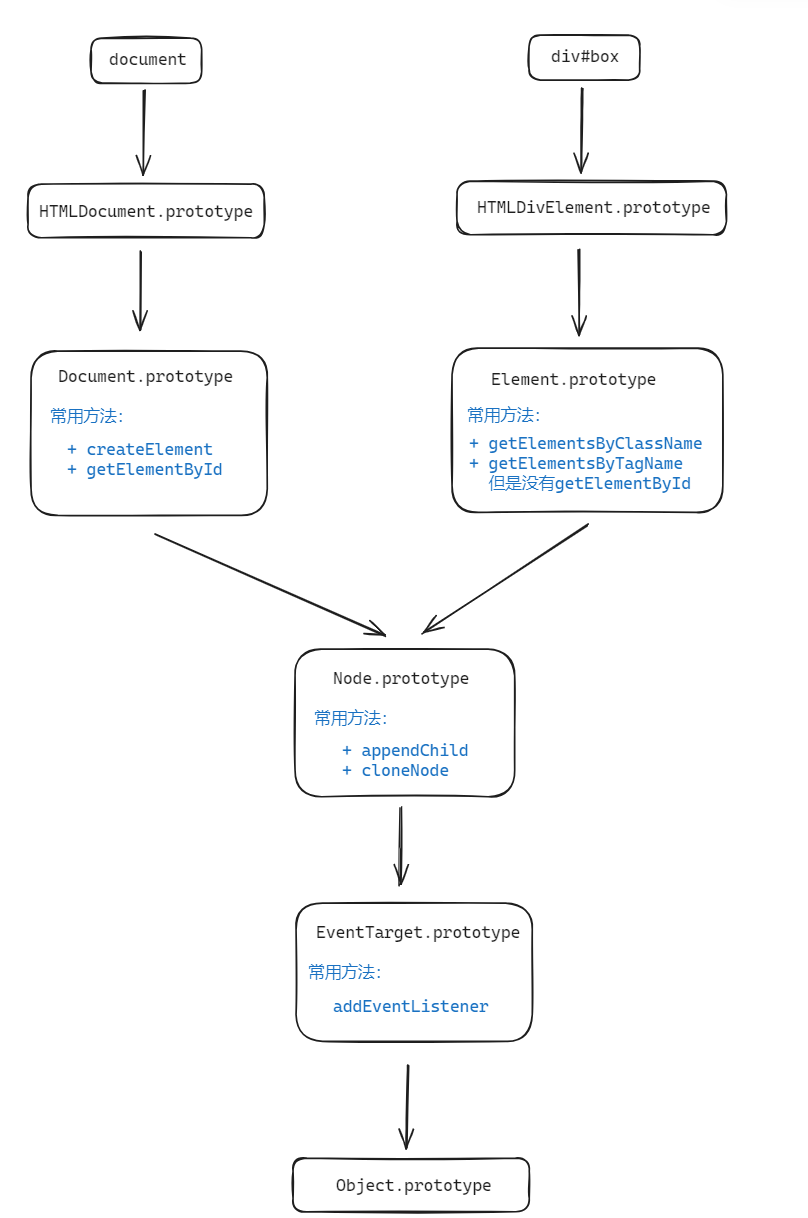 document
div#box
HTMLDocument.prototype
HTMLDivElement.prototype
Document.prototype
常用方法:
+ createElement
+ getElementById
Element.prototype
常用方法:
+ getElementsByClassName
+ getElementsByTagName
但是没有getElementById
Node.prototype
常用方法:
+ appendChild
+ cloneNode
EventTarget.prototype
常用方法:
addEventListener
Object.prototype